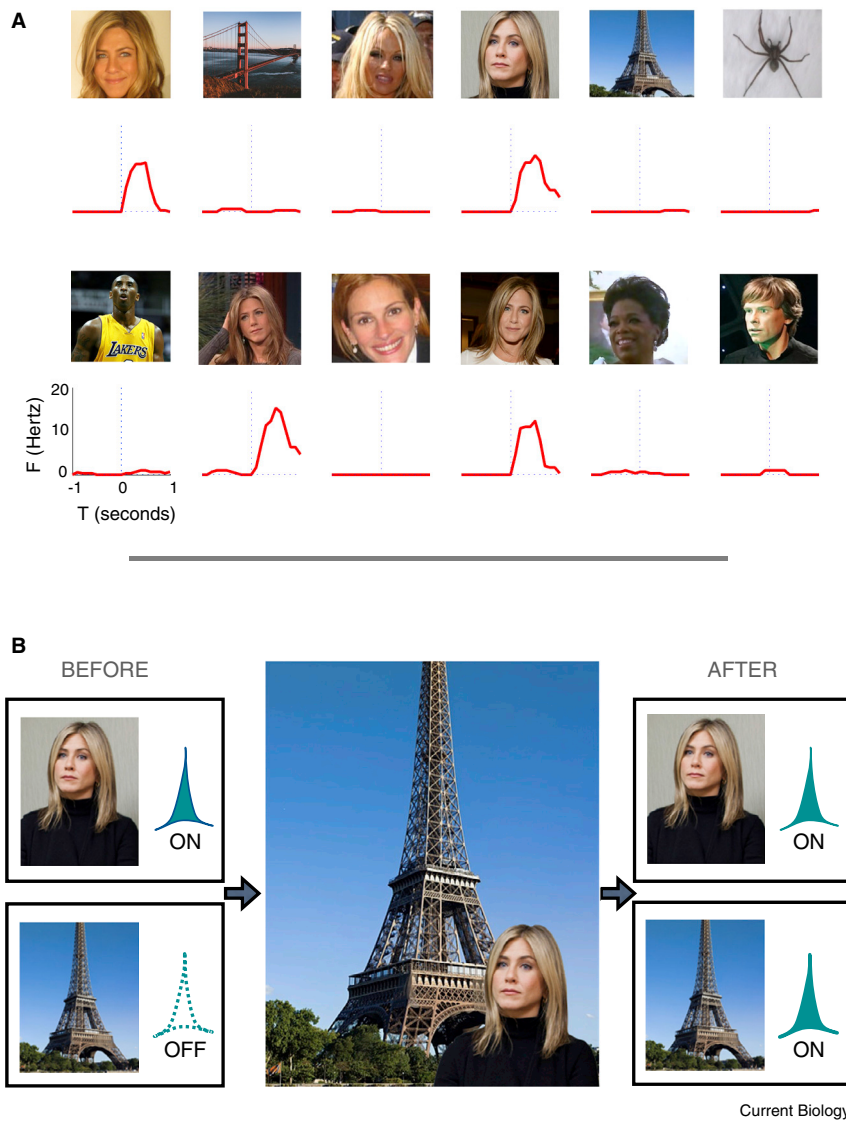 A
LAKERS
F (Hertz)
20
10
0
-1 0 1
T (seconds)
B
BEFORE
AFTER
ON
ON
OFF
ON
Current Biology